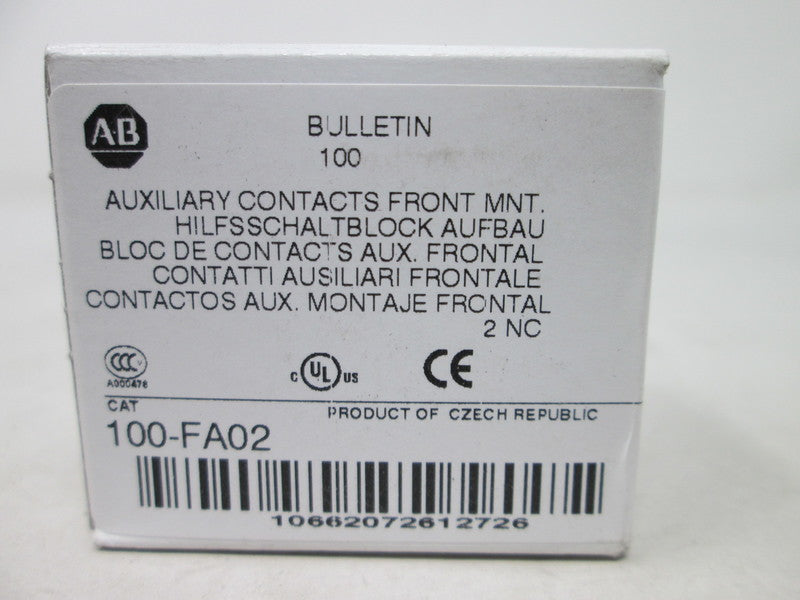 A-B
BULLETIN
100
AUXILIARY CONTACTS FRONT MNT.
HILFSSCHALTBLOCK AUFBAU
BLOC DE CONTACTS AUX. FRONTAL
CONTATTI AUSILIARI FRONTALE
CONTACTOS AUX. MONTAJE FRONTAL
2 NC
CCC
A000478
C UL US
CE
CAT
PRODUCT OF CZECH REPUBLIC
100-FA02
10662072612726